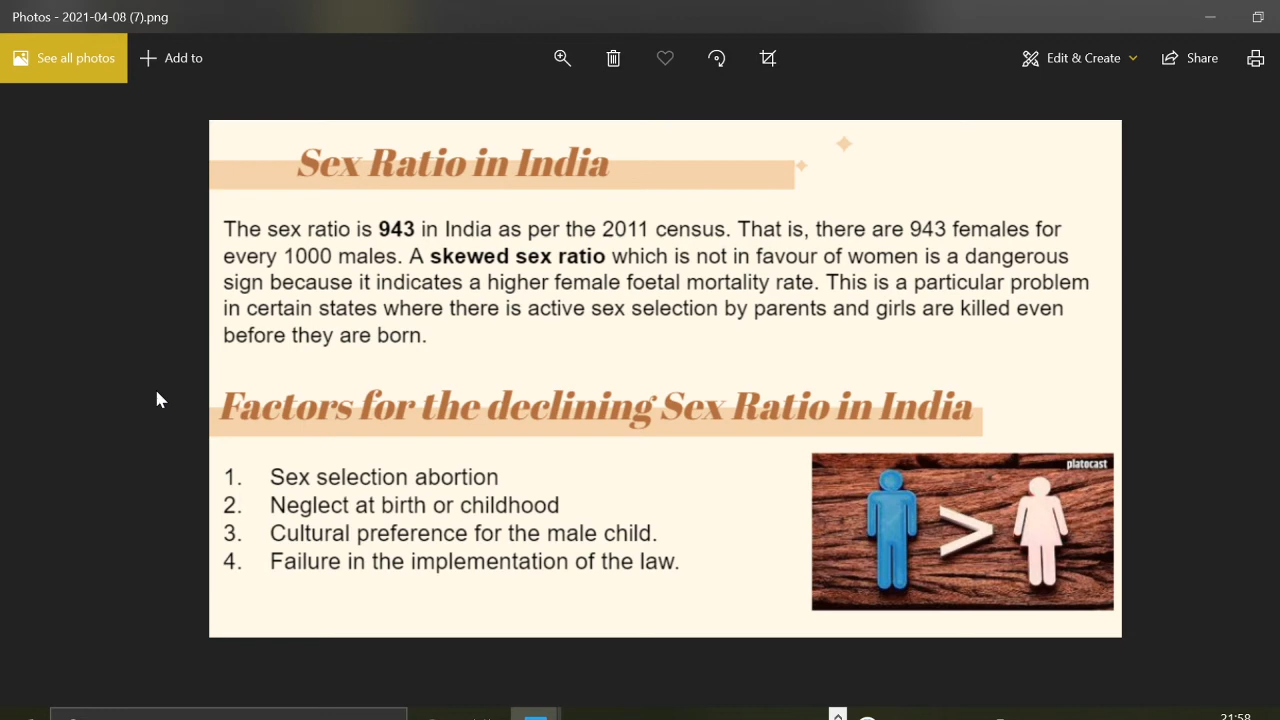 Photos - 2021-04-08 (7).png
See all photos
Add to
Edit & Create
Share
Sex Ratio in India
The sex ratio is 943 in India as per the 2011 census. That is, there are 943 females for
every 1000 males. A skewed sex ratio which is not in favour of women is a dangerous
sign because it indicates a higher female foetal mortality rate. This is a particular problem
in certain states where there is active sex selection by parents and girls are killed even
before they are born.
Factors for the declining Sex Ratio in India
1. Sex selection abortion
2. Neglect at birth or childhood
3. Cultural preference for the male child.
4. Failure in the implementation of the law.
platocast
>
21:58